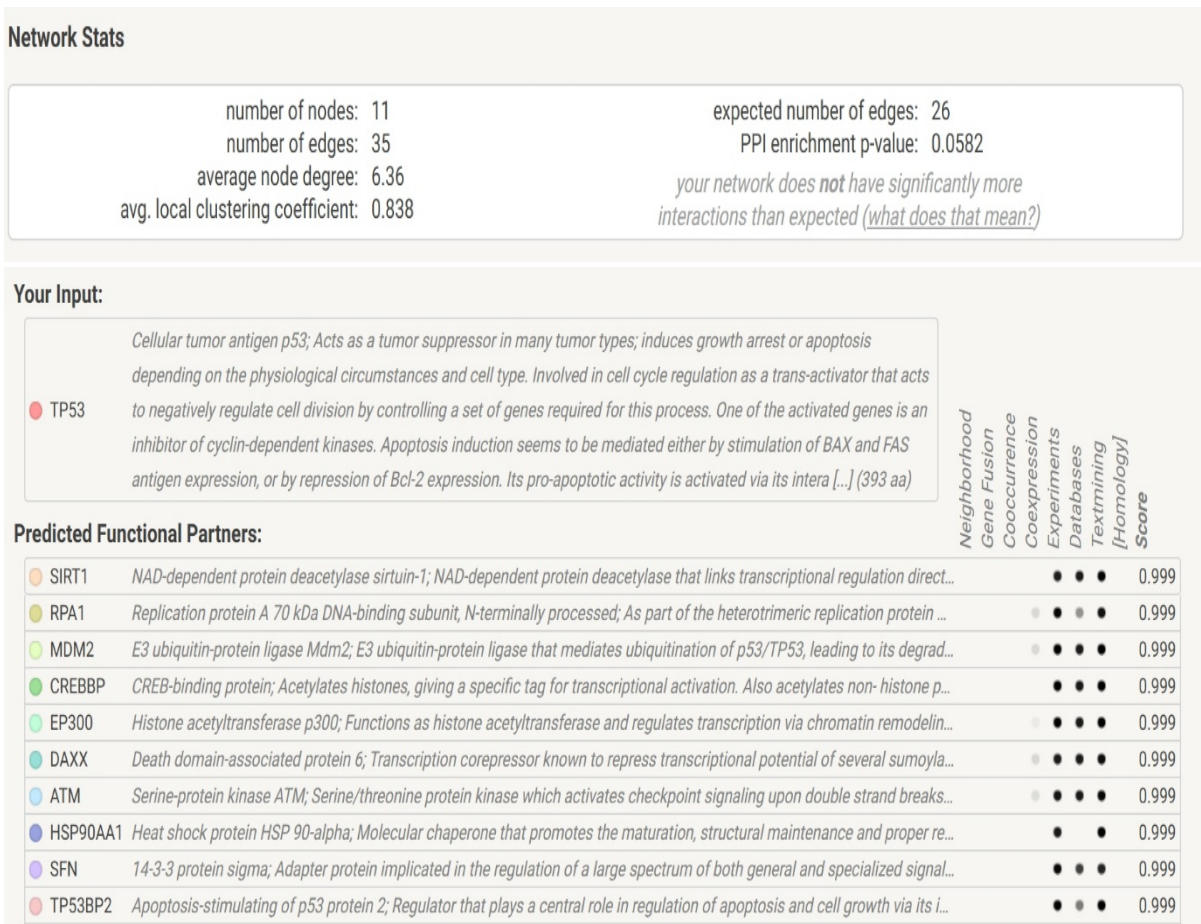 Network Stats
number of nodes: 11
number of edges: 35
average node degree: 6.36
avg. local clustering coefficient: 0.838
expected number of edges: 26
PPI enrichment p-value: 0.0582
your network does not have significantly more
interactions than expected (what does that mean?)
Your Input:
TP53
Cellular tumor antigen p53; Acts as a tumor suppressor in many tumor types; induces growth arrest or apoptosis
depending on the physiological circumstances and cell type. Involved in cell cycle regulation as a trans-activator that acts
to negatively regulate cell division by controlling a set of genes required for this process. One of the activated genes is an
inhibitor of cyclin-dependent kinases. Apoptosis induction seems to be mediated either by stimulation of BAX and FAS
antigen expression, or by repression of Bcl-2 expression. Its pro-apoptotic activity is activated via its intera [...] (393 aa)
Neighborhood
Gene Fusion
Cooccurrence
Coexpression
Experiments
Databases
Textmining
[Homology]
Score
Predicted Functional Partners:
SIRT1 NAD-dependent protein deacetylase sirtuin-1; NAD-dependent protein deacetylase that links transcriptional regulation direct... 0.999
RPA1 Replication protein A 70 kDa DNA-binding subunit, N-terminally processed; As part of the heterotrimeric replication protein ... 0.999
MDM2 E3 ubiquitin-protein ligase Mdm2; E3 ubiquitin-protein ligase that mediates ubiquitination of p53/TP53, leading to its degrad... 0.999
CREBBP CREB-binding protein; Acetylates histones, giving a specific tag for transcriptional activation. Also acetylates non- histone p... 0.999
EP300 Histone acetyltransferase p300; Functions as histone acetyltransferase and regulates transcription via chromatin remodelin... 0.999
DAXX Death domain-associated protein 6; Transcription corepressor known to repress transcriptional potential of several sumoyla... 0.999
ATM Serine-protein kinase ATM; Serine/threonine protein kinase which activates checkpoint signaling upon double strand breaks... 0.999
HSP90AA1 Heat shock protein HSP 90-alpha; Molecular chaperone that promotes the maturation, structural maintenance and proper re... 0.999
SFN 14-3-3 protein sigma; Adapter protein implicated in the regulation of a large spectrum of both general and specialized signal... 0.999
TP53BP2 Apoptosis-stimulating of p53 protein 2; Regulator that plays a central role in regulation of apoptosis and cell growth via its i... 0.999